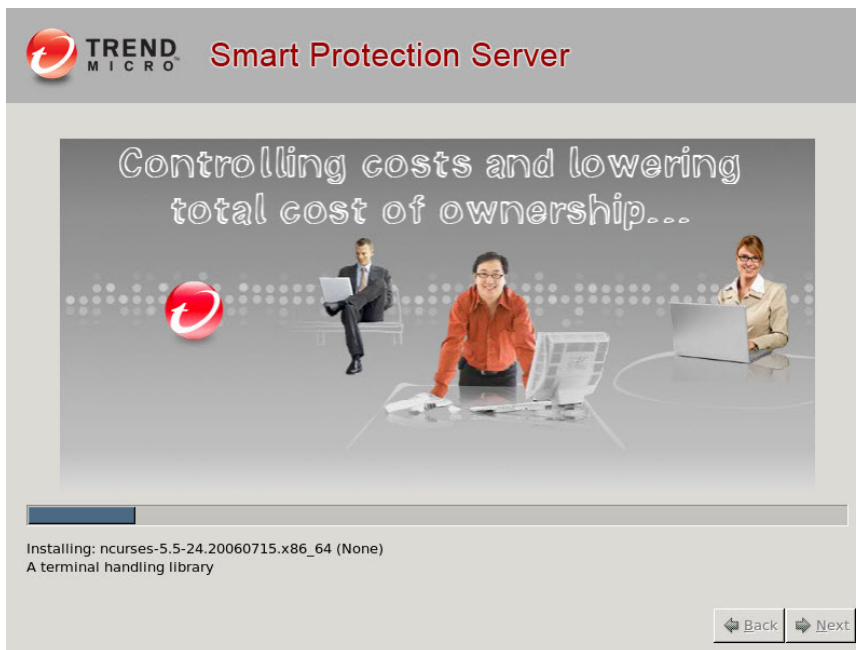 TREND
MICRO™
Smart Protection Server
Controlling costs and lowering
total cost of ownership...
Installing: ncurses-5.5-24.20060715.x86_64 (None)
A terminal handling library
Back
Next